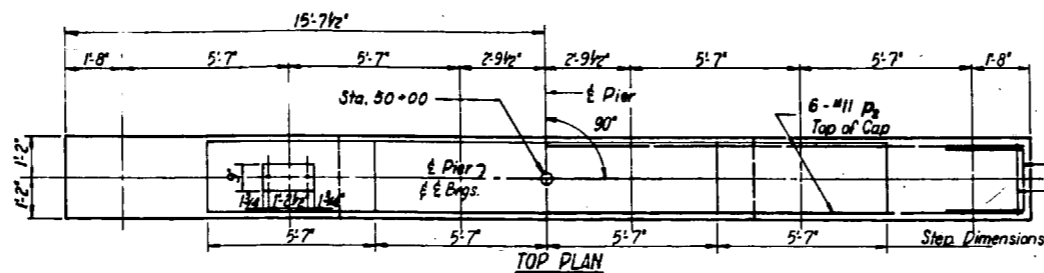 15'-7½"
1'-8" 5'-7" 5'-7" 2'-9½" 2'-9½" 5'-7" 5'-7" 1'-8"
Sta. 50+00
℄ Pier
6 - #11 p2
Top of Cap
90°
1'-2"
1'-2"
9"
℄ Pier 2
& ℄ Brgs.
1¾" 1'-2½" 1¾"
5'-7" 5'-7" 5'-7" 5'-7"
Step Dimensions
TOP PLAN